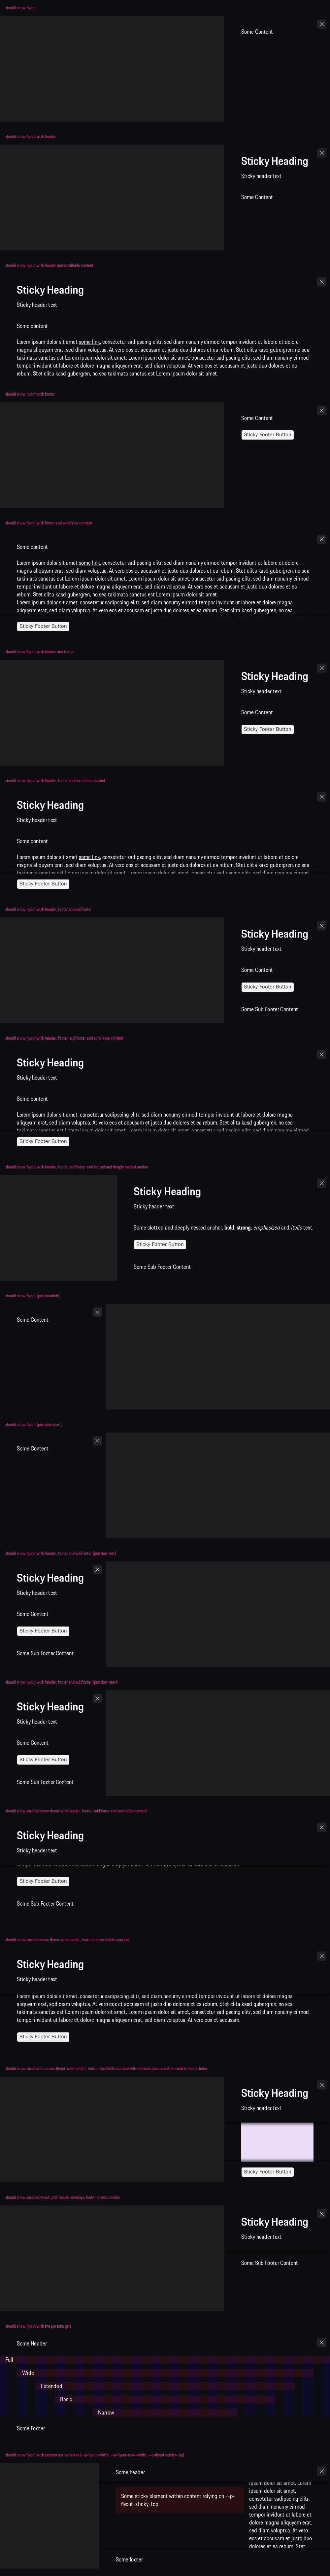 should show flyout
Some Content
should show flyout with header
Sticky Heading
Sticky header text
Some Content
should show flyout with header and scrollable content
Sticky Heading
Sticky header text
Some content
Lorem ipsum dolor sit amet some link, consetetur sadipscing elitr, sed diam nonumy eirmod tempor invidunt ut labore et dolore
magna aliquyam erat, sed diam voluptua. At vero eos et accusam et justo duo dolores et ea rebum. Stet clita kasd gubergren, no sea
takimata sanctus est Lorem ipsum dolor sit amet. Lorem ipsum dolor sit amet, consetetur sadipscing elitr, sed diam nonumy eirmod
tempor invidunt ut labore et dolore magna aliquyam erat, sed diam voluptua. At vero eos et accusam et justo duo dolores et ea
rebum. Stet clita kasd gubergren, no sea takimata sanctus est Lorem ipsum dolor sit amet.
should show flyout with footer
Some Content
Sticky Footer Button
should show flyout with footer and scrollable content
Some content
Lorem ipsum dolor sit amet some link, consetetur sadipscing elitr, sed diam nonumy eirmod tempor invidunt ut labore et dolore
magna aliquyam erat, sed diam voluptua. At vero eos et accusam et justo duo dolores et ea rebum. Stet clita kasd gubergren, no sea
takimata sanctus est Lorem ipsum dolor sit amet. Lorem ipsum dolor sit amet, consetetur sadipscing elitr, sed diam nonumy eirmod
tempor invidunt ut labore et dolore magna aliquyam erat, sed diam voluptua. At vero eos et accusam et justo duo dolores et ea
rebum. Stet clita kasd gubergren, no sea takimata sanctus est Lorem ipsum dolor sit amet.
Lorem ipsum dolor sit amet, consetetur sadipscing elitr, sed diam nonumy eirmod tempor invidunt ut labore et dolore magna
aliquyam erat, sed diam voluptua. At vero eos et accusam et justo duo dolores et ea rebum. Stet clita kasd gubergren, no sea
Sticky Footer Button
should show flyout with header and footer
Sticky Heading
Sticky header text
Some Content
Sticky Footer Button
should show flyout with header, footer and scrollable content
Sticky Heading
Sticky header text
Some content
Lorem ipsum dolor sit amet some link, consetetur sadipscing elitr, sed diam nonumy eirmod tempor invidunt ut labore et dolore
magna aliquyam erat, sed diam voluptua. At vero eos et accusam et justo duo dolores et ea rebum. Stet clita kasd gubergren, no sea
takimata sanctus est Lorem ipsum dolor sit amet. Lorem ipsum dolor sit amet, consetetur sadipscing elitr, sed diam nonumy eirmod
Sticky Footer Button
should show flyout with header, footer and subFooter
Sticky Heading
Sticky header text
Some Content
Sticky Footer Button
Some Sub Footer Content
should show flyout with header, footer, subFooter and scrollable content
Sticky Heading
Sticky header text
Some content
Lorem ipsum dolor sit amet, consetetur sadipscing elitr, sed diam nonumy eirmod tempor invidunt ut labore et dolore magna
aliquyam erat, sed diam voluptua. At vero eos et accusam et justo duo dolores et ea rebum. Stet clita kasd gubergren, no sea
takimata sanctus est Lorem ipsum dolor sit amet. Lorem ipsum dolor sit amet, consetetur sadipscing elitr, sed diam nonumy eirmod
Sticky Footer Button
should show flyout with header, footer, subFooter and slotted and deeply nested anchor
Sticky Heading
Sticky header text
Some slotted and deeply nested anchor, bold, strong, emphasized and italic text.
Sticky Footer Button
Some Sub Footer Content
should show flyout (position=left)
Some Content
should show flyout (position=start)
Some Content
should show flyout with header, footer and subFooter (position=left)
Sticky Heading
Sticky header text
Some Content
Sticky Footer Button
Some Sub Footer Content
should show flyout with header, footer and subFooter (position=start)
Sticky Heading
Sticky header text
Some Content
Sticky Footer Button
Some Sub Footer Content
should show scrolled down flyout with header, footer, subFooter and scrollable content
Sticky Heading
Sticky header text
Sticky Footer Button
Some Sub Footer Content
should show scrolled down flyout with header, footer and scrollable content
Sticky Heading
Sticky header text
Lorem ipsum dolor sit amet, consetetur sadipscing elitr, sed diam nonumy eirmod tempor invidunt ut labore et dolore magna
aliquyam erat, sed diam voluptua. At vero eos et accusam et justo duo dolores et ea rebum. Stet clita kasd gubergren, no sea
takimata sanctus est Lorem ipsum dolor sit amet. Lorem ipsum dolor sit amet, consetetur sadipscing elitr, sed diam nonumy eirmod
tempor invidunt ut labore et dolore magna aliquyam erat, sed diam voluptua.
Sticky Footer Button
Sticky Heading
Sticky header text
Sticky Footer Button
Sticky Heading
Sticky header text
Some Sub Footer Content
should show flyout with the porsche grid
Some Header
Full
Wide
Extended
Basic
Narrow
Some Footer
Some header
ipsum dolor sit amet. Lorem
ipsum dolor sit amet,
consetetur sadipscing elitr,
sed diam nonumy eirmod
tempor invidunt ut labore et
dolore magna aliquyam
erat, sed diam voluptua.
At vero eos et
accusam et justo duo
dolores et ea rebum. Stet
Some sticky element within content relying on --p-
flyout-sticky-top
Some footer